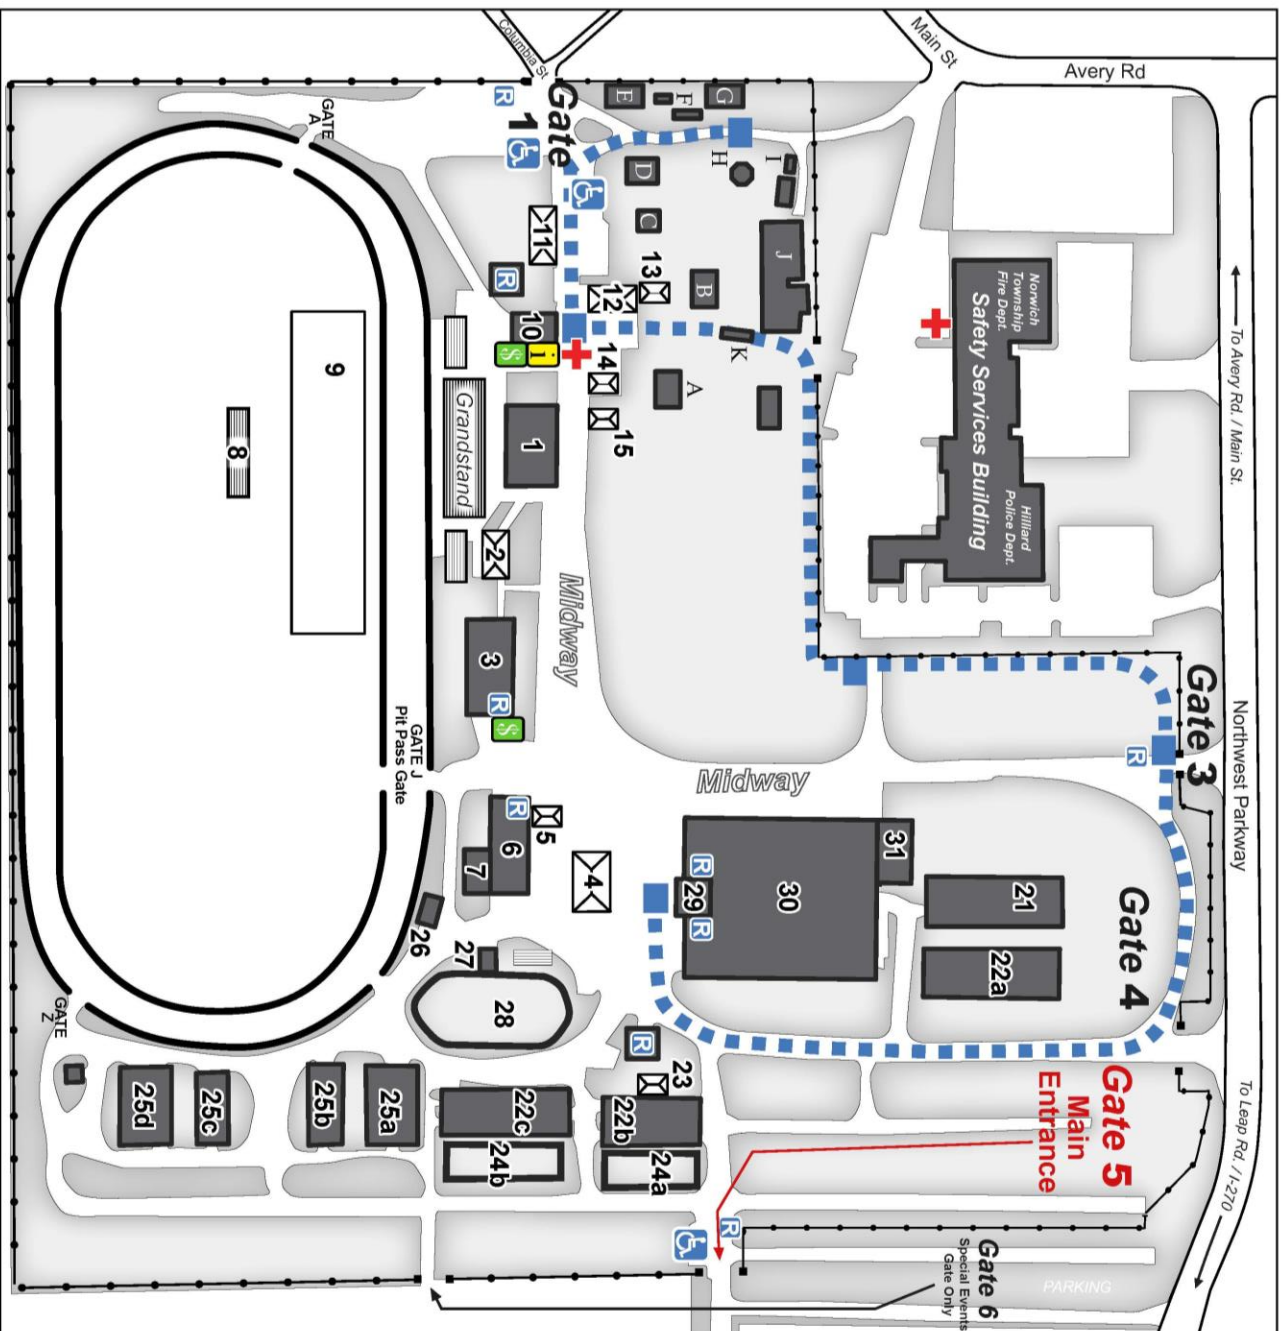 Main St
Avery Rd
Columbia St
Gate
1
R
GATE
A
E
F
G
D
H
I
C
J
B
K
A
11
R
13
12
10
i
$
14
15
1
Grandstand
2
9
8
Norwich
Township
Fire Dept.
Safety Services Building
Hilliard
Police Dept.
To Avery Rd. / Main St.
Northwest Parkway
To Leap Rd. / I-270
Midway
3
R
$
GATE J
Pit Pass Gate
Midway
Gate 3
R
Gate 4
R
5
6
7
4
R
29
R
30
31
21
22a
26
27
28
GATE
Z
R
23
22b
24a
22c
24b
25a
25b
25c
25d
Gate 5
Main
Entrance
R
Gate 6
Special Events
Gate Only
PARKING